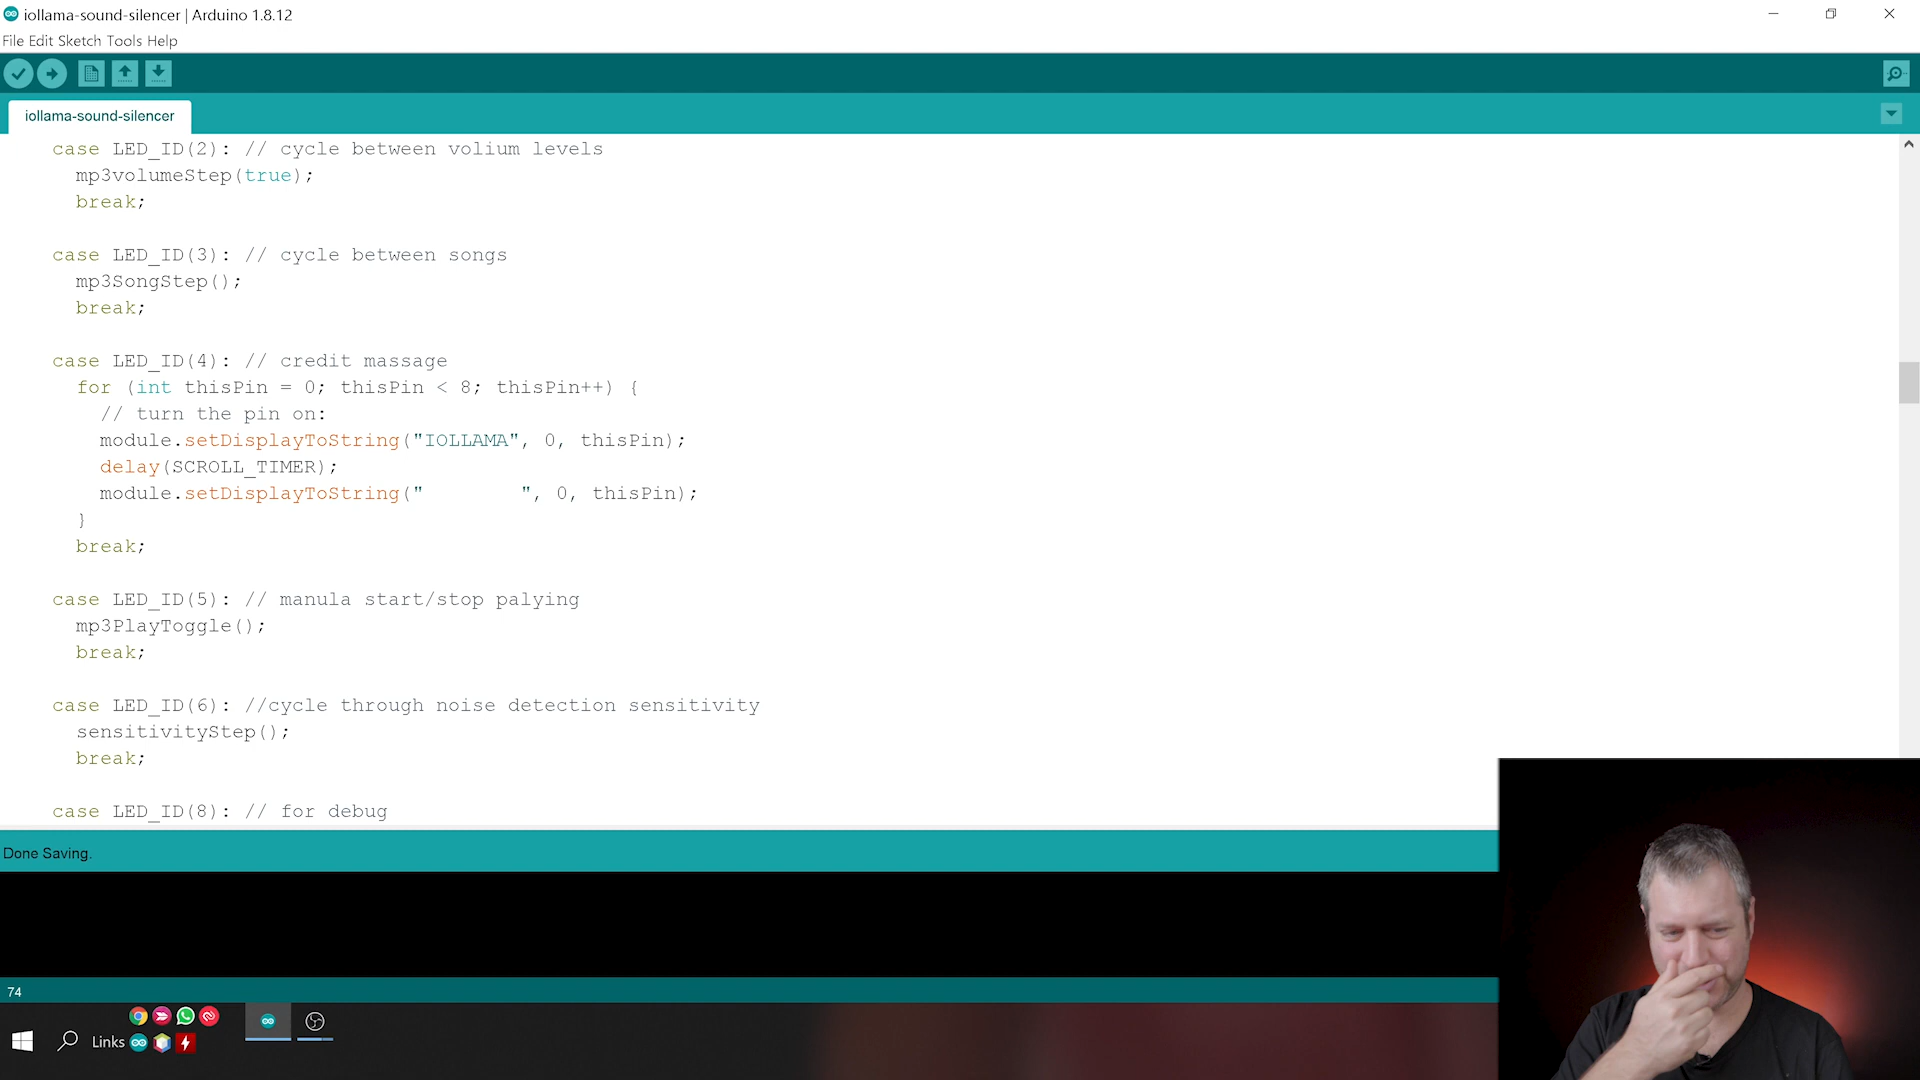 iollama-sound-silencer | Arduino 1.8.12
File Edit Sketch Tools Help
iollama-sound-silencer
case LED_ID(2): // cycle between volium levels
mp3volumeStep(true);
break;
case LED_ID(3): // cycle between songs
mp3SongStep();
break;
case LED_ID(4): // credit massage
for (int thisPin = 0; thisPin < 8; thisPin++) {
// turn the pin on:
module.setDisplayToString("IOLLAMA", 0, thisPin);
delay(SCROLL_TIMER);
module.setDisplayToString("        ", 0, thisPin);
}
break;
case LED_ID(5): // manula start/stop palying
mp3PlayToggle();
break;
case LED_ID(6): //cycle through noise detection sensitivity
sensitivityStep();
break;
case LED_ID(8): // for debug
Done Saving.
74
Links